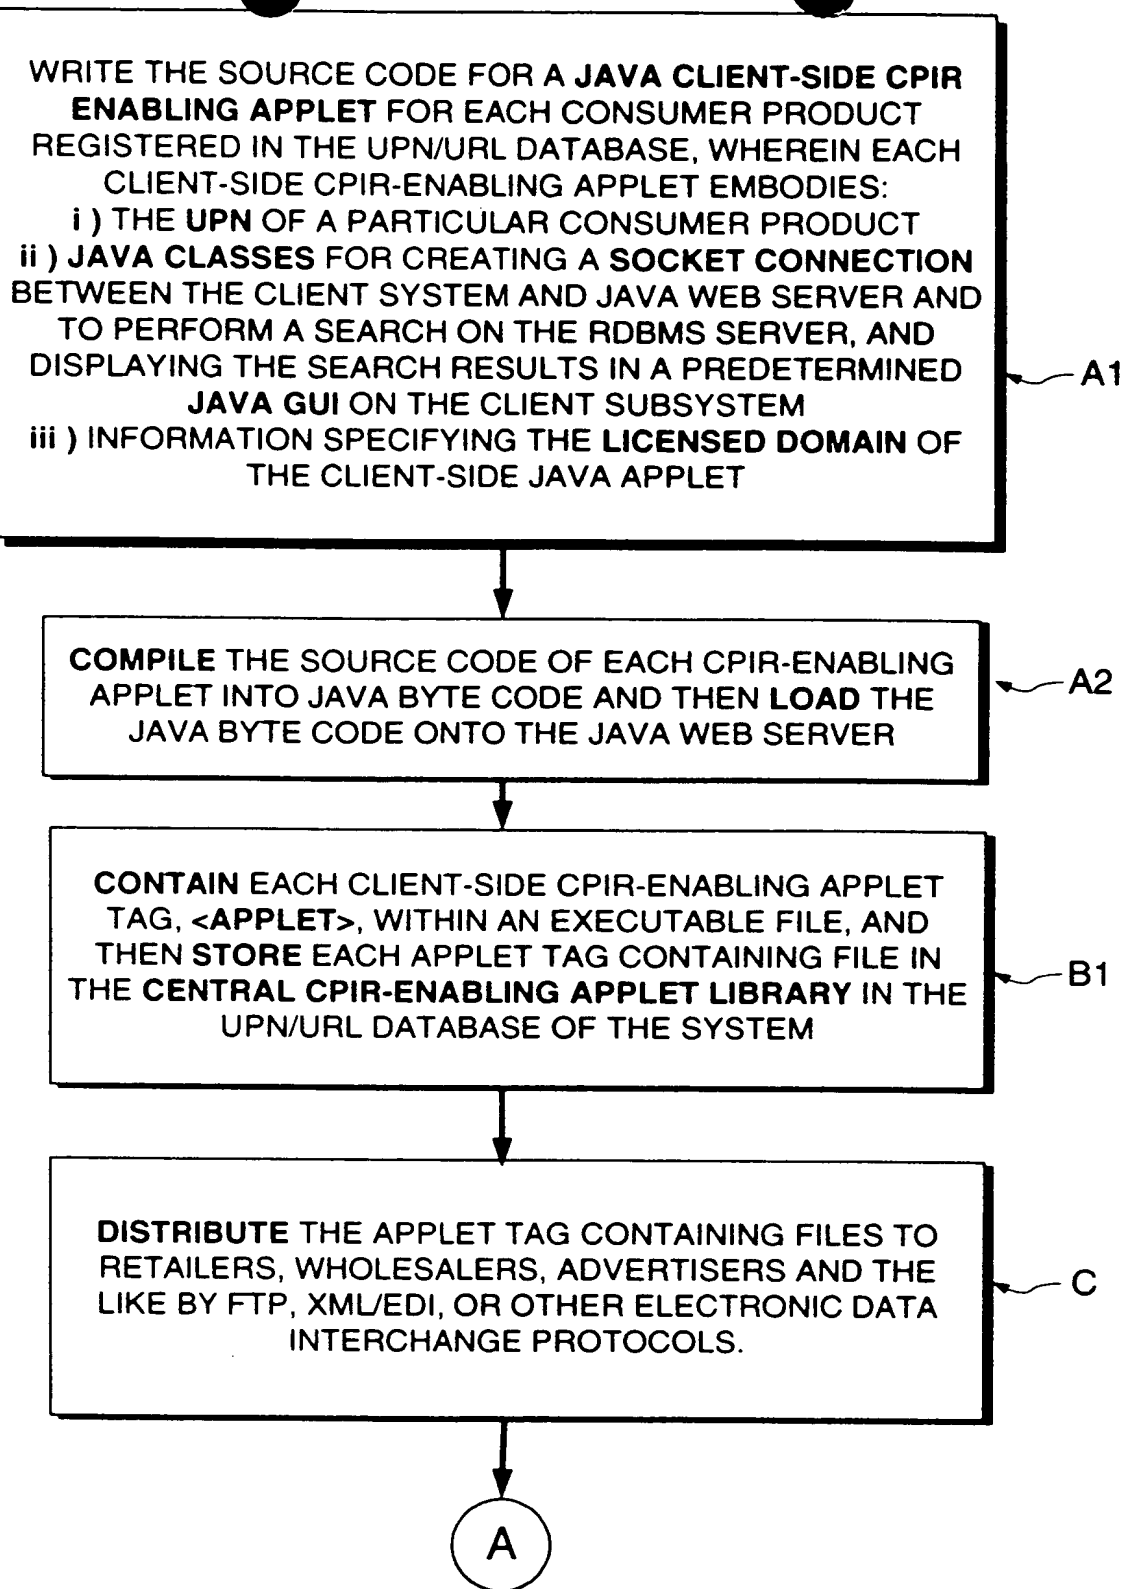 WRITE THE SOURCE CODE FOR A JAVA CLIENT-SIDE CPIR
ENABLING APPLET FOR EACH CONSUMER PRODUCT
REGISTERED IN THE UPN/URL DATABASE, WHEREIN EACH
CLIENT-SIDE CPIR-ENABLING APPLET EMBODIES:
i ) THE UPN OF A PARTICULAR CONSUMER PRODUCT
ii ) JAVA CLASSES FOR CREATING A SOCKET CONNECTION
BETWEEN THE CLIENT SYSTEM AND JAVA WEB SERVER AND
TO PERFORM A SEARCH ON THE RDBMS SERVER, AND
DISPLAYING THE SEARCH RESULTS IN A PREDETERMINED
JAVA GUI ON THE CLIENT SUBSYSTEM
iii ) INFORMATION SPECIFYING THE LICENSED DOMAIN OF
THE CLIENT-SIDE JAVA APPLET
A1
COMPILE THE SOURCE CODE OF EACH CPIR-ENABLING
APPLET INTO JAVA BYTE CODE AND THEN LOAD THE
JAVA BYTE CODE ONTO THE JAVA WEB SERVER
A2
CONTAIN EACH CLIENT-SIDE CPIR-ENABLING APPLET
TAG, <APPLET>, WITHIN AN EXECUTABLE FILE, AND
THEN STORE EACH APPLET TAG CONTAINING FILE IN
THE CENTRAL CPIR-ENABLING APPLET LIBRARY IN THE
UPN/URL DATABASE OF THE SYSTEM
B1
DISTRIBUTE THE APPLET TAG CONTAINING FILES TO
RETAILERS, WHOLESALERS, ADVERTISERS AND THE
LIKE BY FTP, XML/EDI, OR OTHER ELECTRONIC DATA
INTERCHANGE PROTOCOLS.
C
A